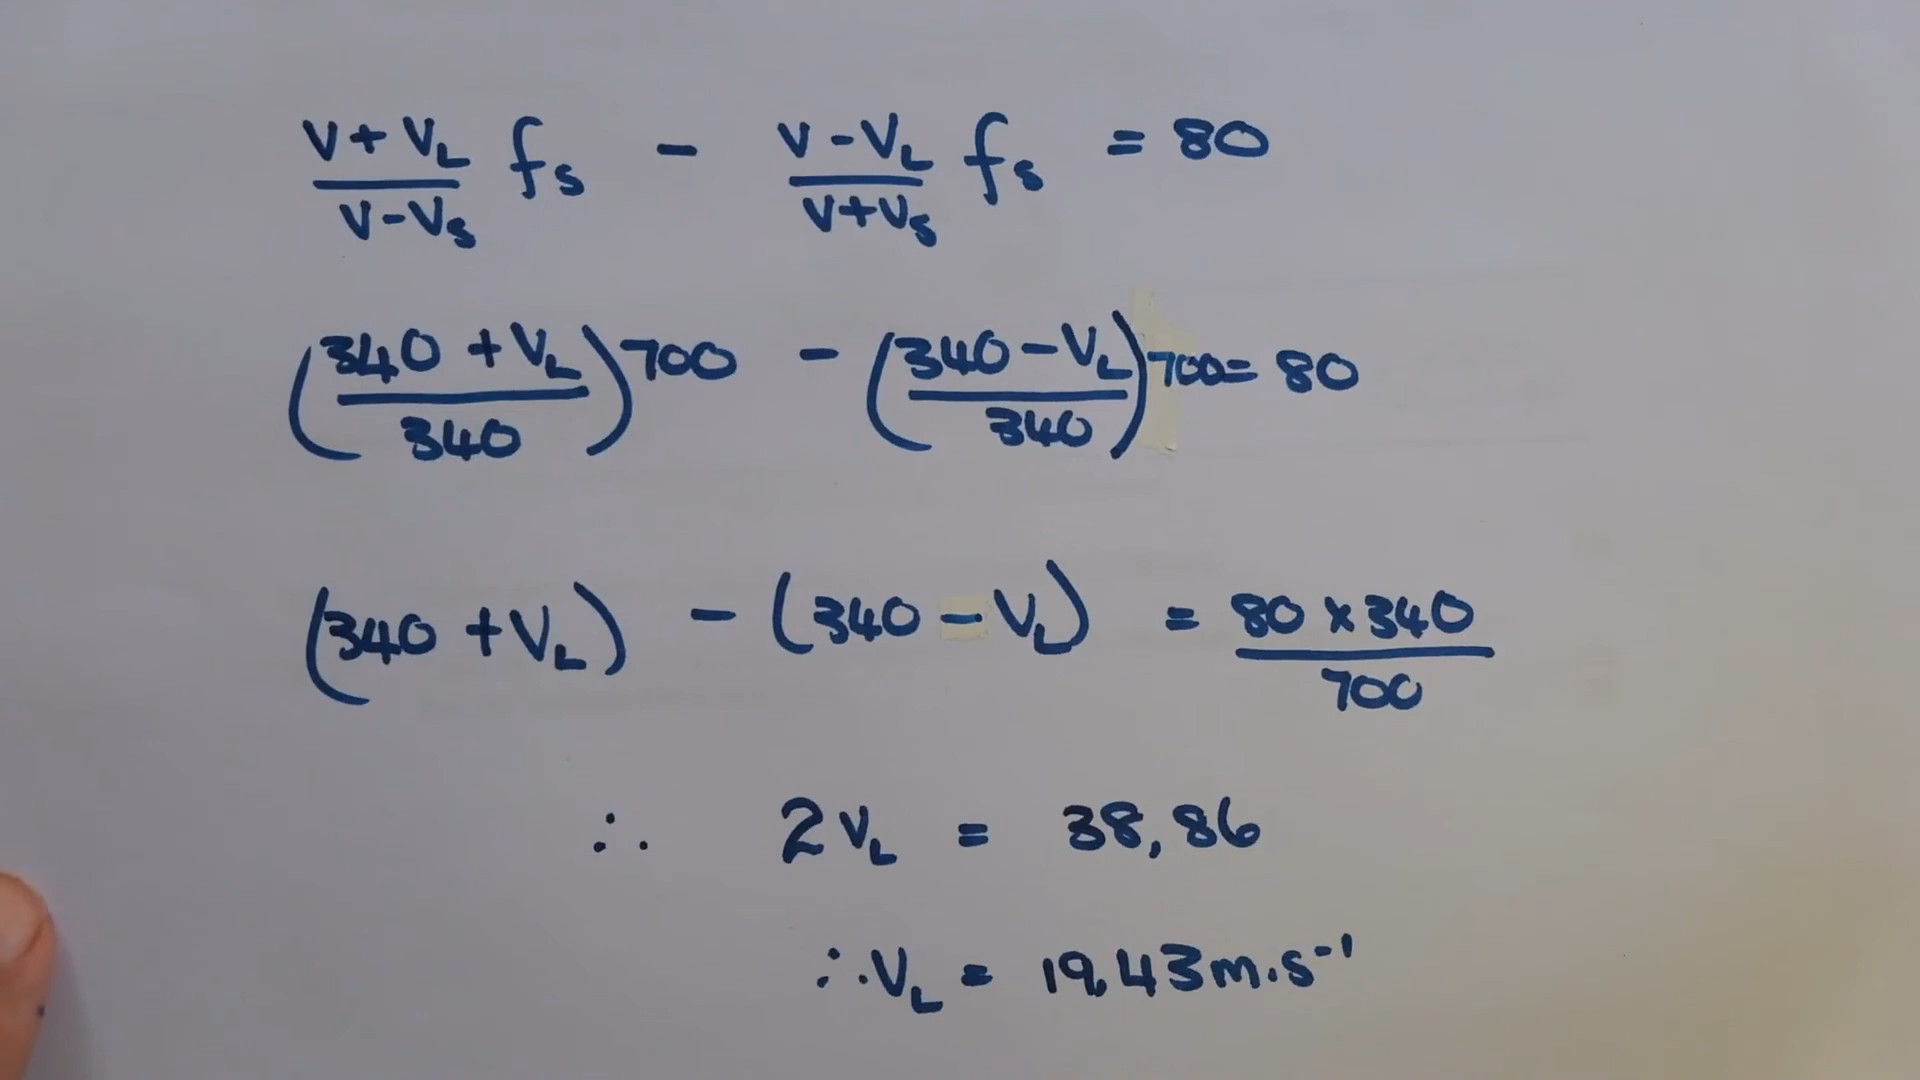 V + V_L / V - V_S f_s - V - V_L / V + V_S f_s = 80
(340 + V_L / 340) 700 - (340 - V_L / 340) 700 = 80
(340 + V_L) - (340 - V_L) = 80 x 340 / 700
∴ 2V_L = 38,86
∴ V_L = 19,43 m.s⁻¹